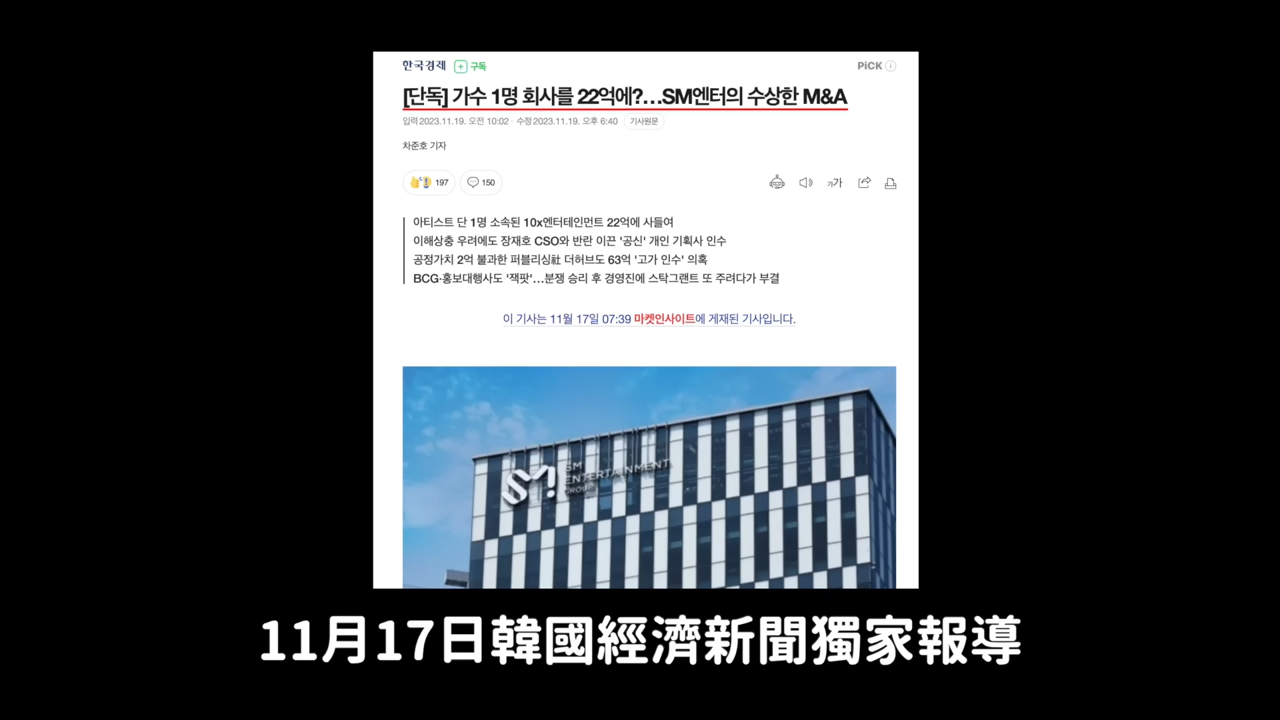 한국경제 + 구독 PiCK
[단독] 가수 1명 회사를 22억에?…SM엔터의 수상한 M&A
입력 2023.11.19. 오전 10:02 · 수정 2023.11.19. 오후 6:40 기사원문
차준호 기자
197 150 가가
아티스트 단 1명 소속된 10x엔터테인먼트 22억에 사들여
이해상충 우려에도 장재호 CSO와 반란 이끈 '공신' 개인 기획사 인수
공정가치 2억 불과한 퍼블리싱社 더허브도 63억 '고가 인수' 의혹
BCG·홍보대행사도 '잭팟'…분쟁 승리 후 경영진에 스탁그랜트 또 주려다가 부결
이 기사는 11월 17일 07:39 마켓인사이트에 게재된 기사입니다.
SM
ENTERTAINMENT
GROUP
11月17日韓國經濟新聞獨家報導